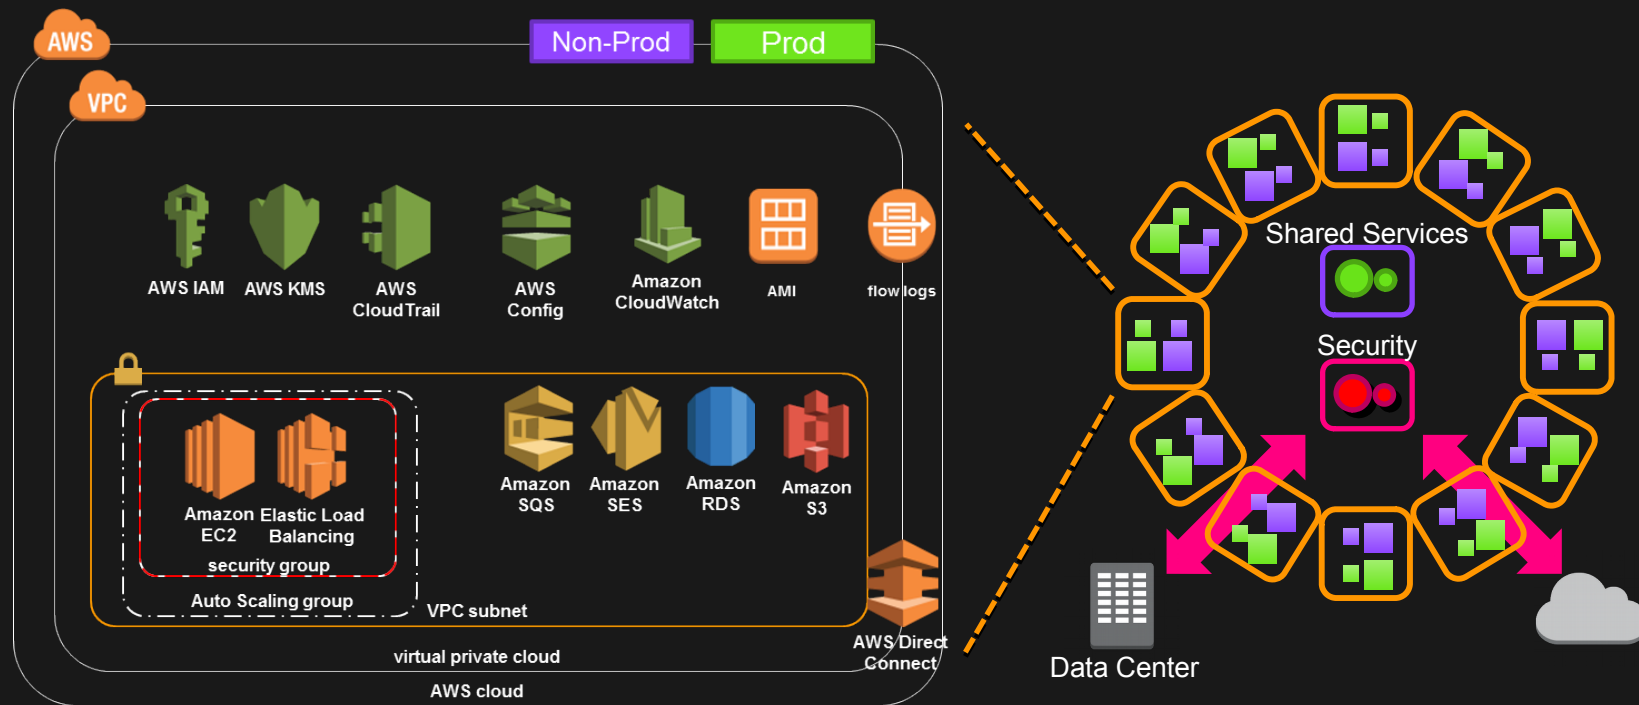 AWS
Non-Prod
Prod
VPC
AWS IAM
AWS KMS
AWS
CloudTrail
AWS
Config
Amazon
CloudWatch
AMI
flow logs
Amazon
EC2
Elastic Load
Balancing
security group
Auto Scaling group
VPC subnet
Amazon
SQS
Amazon
SES
Amazon
RDS
Amazon
S3
AWS Direct
Connect
virtual private cloud
AWS cloud
Shared Services
Security
Data Center